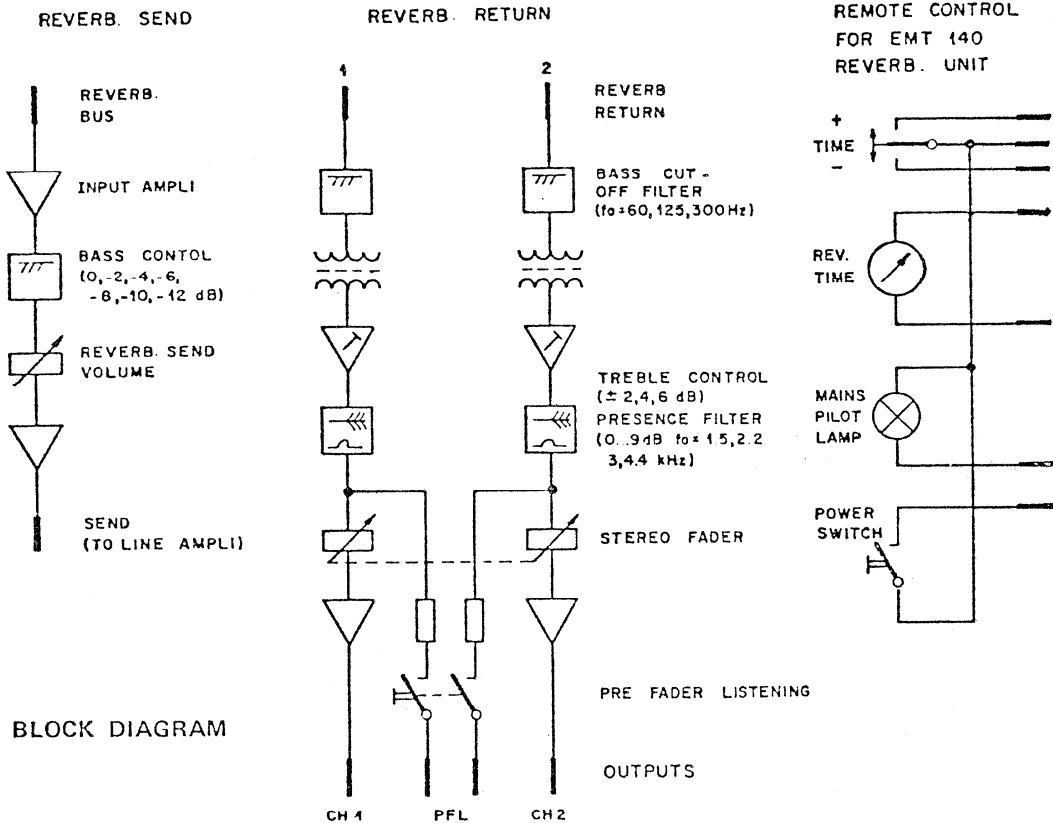 REVERB. SEND
REVERB.
BUS
INPUT AMPLI
BASS CONTOL
(0,-2,-4,-6,
-8,-10,-12 dB)
REVERB. SEND
VOLUME
SEND
(TO LINE AMPLI)
BLOCK DIAGRAM
REVERB. RETURN
1
2
REVERB
RETURN
BASS CUT-
OFF FILTER
(fo=60,125,300Hz)
TREBLE CONTROL
(± 2,4,6 dB)
PRESENCE FILTER
(0...9dB fo= 1.5,2.2
3,4.4 kHz)
STEREO FADER
PRE FADER LISTENING
OUTPUTS
CH 1
PFL
CH 2
REMOTE CONTROL
FOR EMT 140
REVERB. UNIT
+
TIME
-
REV.
TIME
MAINS
PILOT
LAMP
POWER
SWITCH